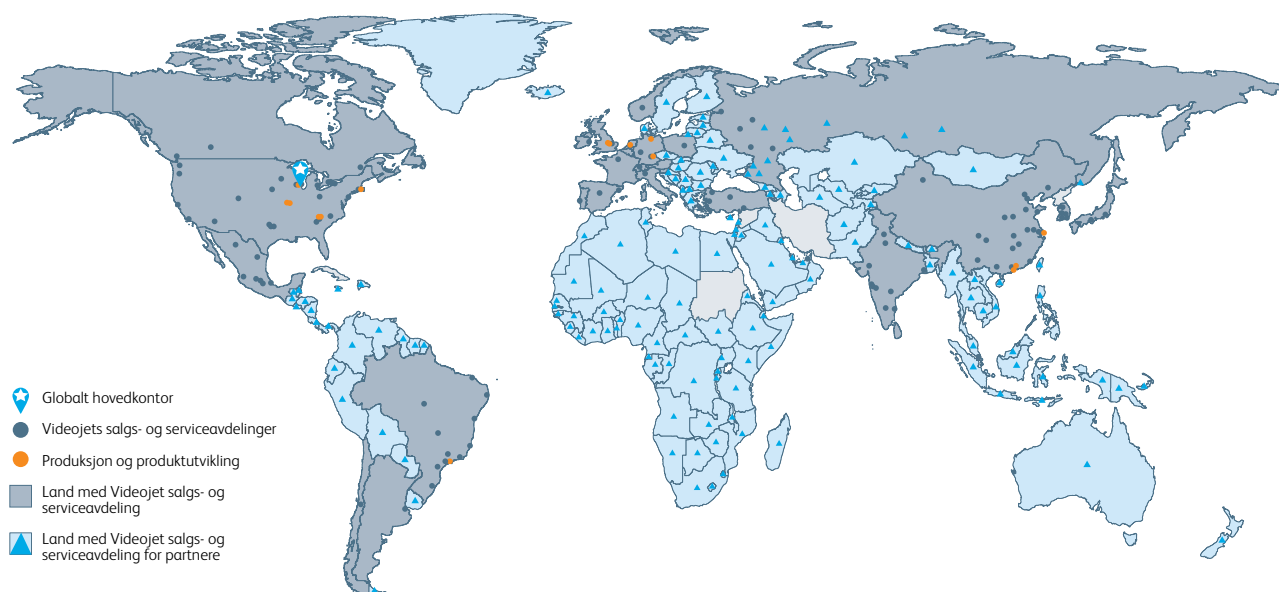 Globalt hovedkontor
Videojets salgs- og serviceavdelinger
Produksjon og produktutvikling
Land med Videojet salgs- og
serviceavdeling
Land med Videojet salgs- og
serviceavdeling for partnere